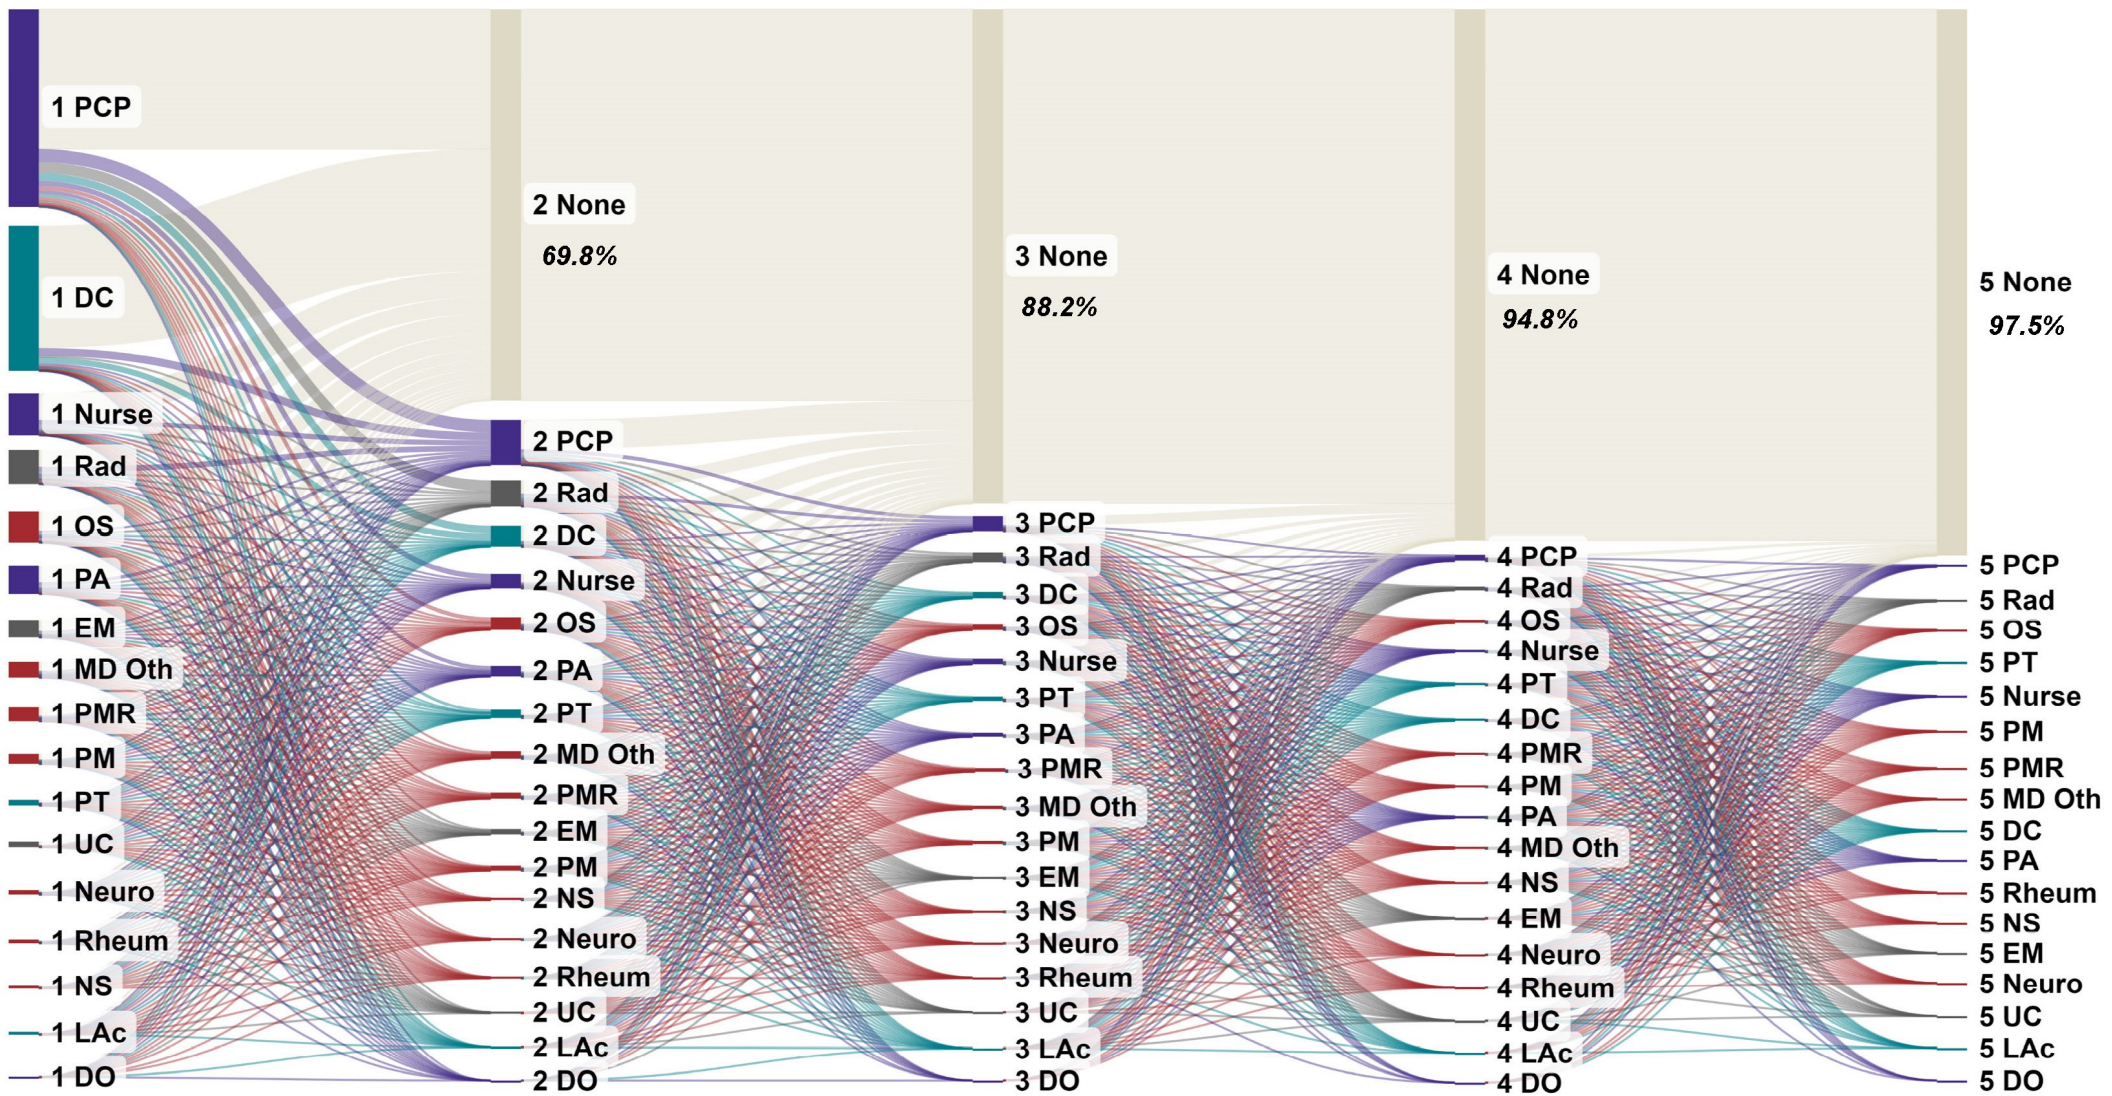 1 PCP
1 DC
1 Nurse
1 Rad
1 OS
1 PA
1 EM
1 MD Oth
1 PMR
1 PM
1 PT
1 UC
1 Neuro
1 Rheum
1 NS
1 LAc
1 DO
2 None
69.8%
2 PCP
2 Rad
2 DC
2 Nurse
2 OS
2 PA
2 PT
2 MD Oth
2 PMR
2 EM
2 PM
2 NS
2 Neuro
2 Rheum
2 UC
2 LAc
2 DO
3 None
88.2%
3 PCP
3 Rad
3 DC
3 OS
3 Nurse
3 PT
3 PA
3 PMR
3 MD Oth
3 PM
3 EM
3 NS
3 Neuro
3 Rheum
3 UC
3 LAc
3 DO
4 None
94.8%
4 PCP
4 Rad
4 OS
4 Nurse
4 PT
4 DC
4 PMR
4 PM
4 PA
4 MD Oth
4 NS
4 EM
4 Neuro
4 Rheum
4 UC
4 LAc
4 DO
5 None
97.5%
5 PCP
5 Rad
5 OS
5 PT
5 Nurse
5 PM
5 PMR
5 MD Oth
5 DC
5 PA
5 Rheum
5 NS
5 EM
5 Neuro
5 UC
5 LAc
5 DO